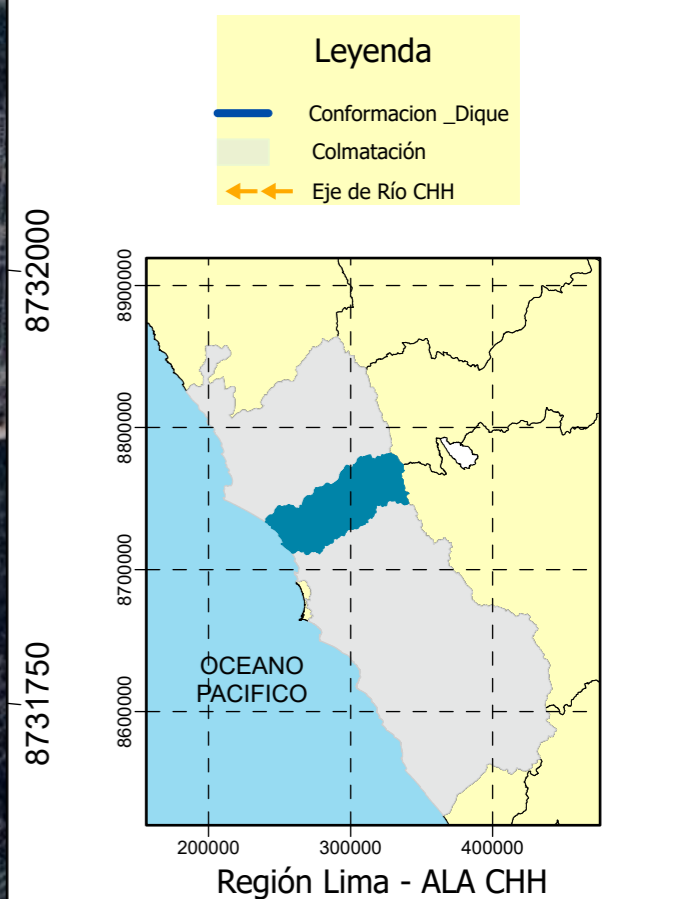 Leyenda
Conformacion _Dique
Colmatación
Eje de Río CHH
8732000
8731750
8900000
8800000
8700000
8600000
OCEANO
PACIFICO
200000
300000
400000
Región Lima - ALA CHH